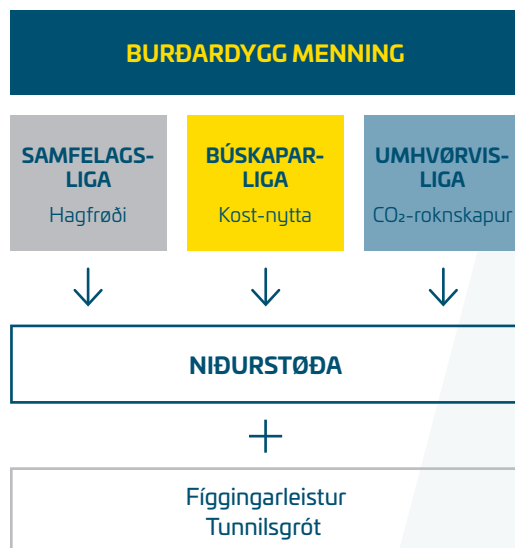 BURÐARDYGG MENNING
SAMFELAGS-
LIGA
Hagfrøði
BÚSKAPAR-
LIGA
Kost-nytta
UMHVØRVIS-
LIGA
CO₂-roknskapur
NIÐURSTØÐA
+
Fíggingarleistur
Tunnilsgrót